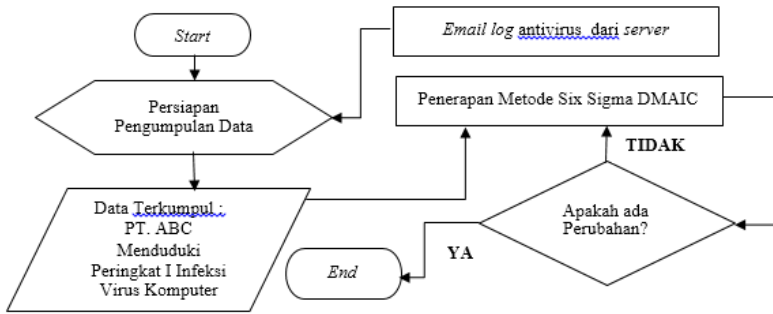 Start
Email log antivirus dari server
Persiapan
Pengumpulan Data
Penerapan Metode Six Sigma DMAIC
TIDAK
Data Terkumpul :
PT. ABC
Menduduki
Peringkat I Infeksi
Virus Komputer
Apakah ada
Perubahan?
YA
End